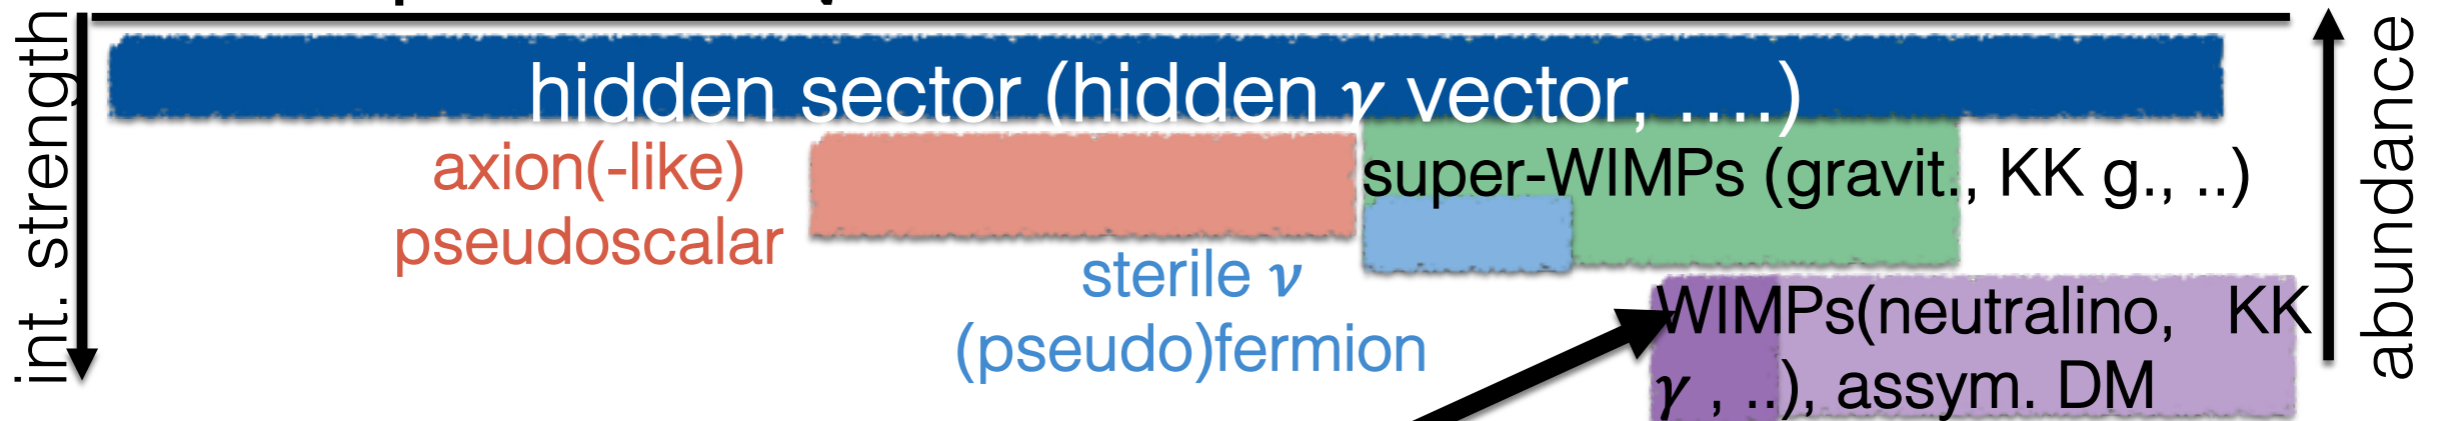 int. strength
hidden sector (hidden γ vector, ....)
axion(-like)
pseudoscalar
super-WIMPs (gravit., KK g., ..)
sterile ν
(pseudo)fermion
WIMPs(neutralino, KK
γ , ..), assym. DM
abundance